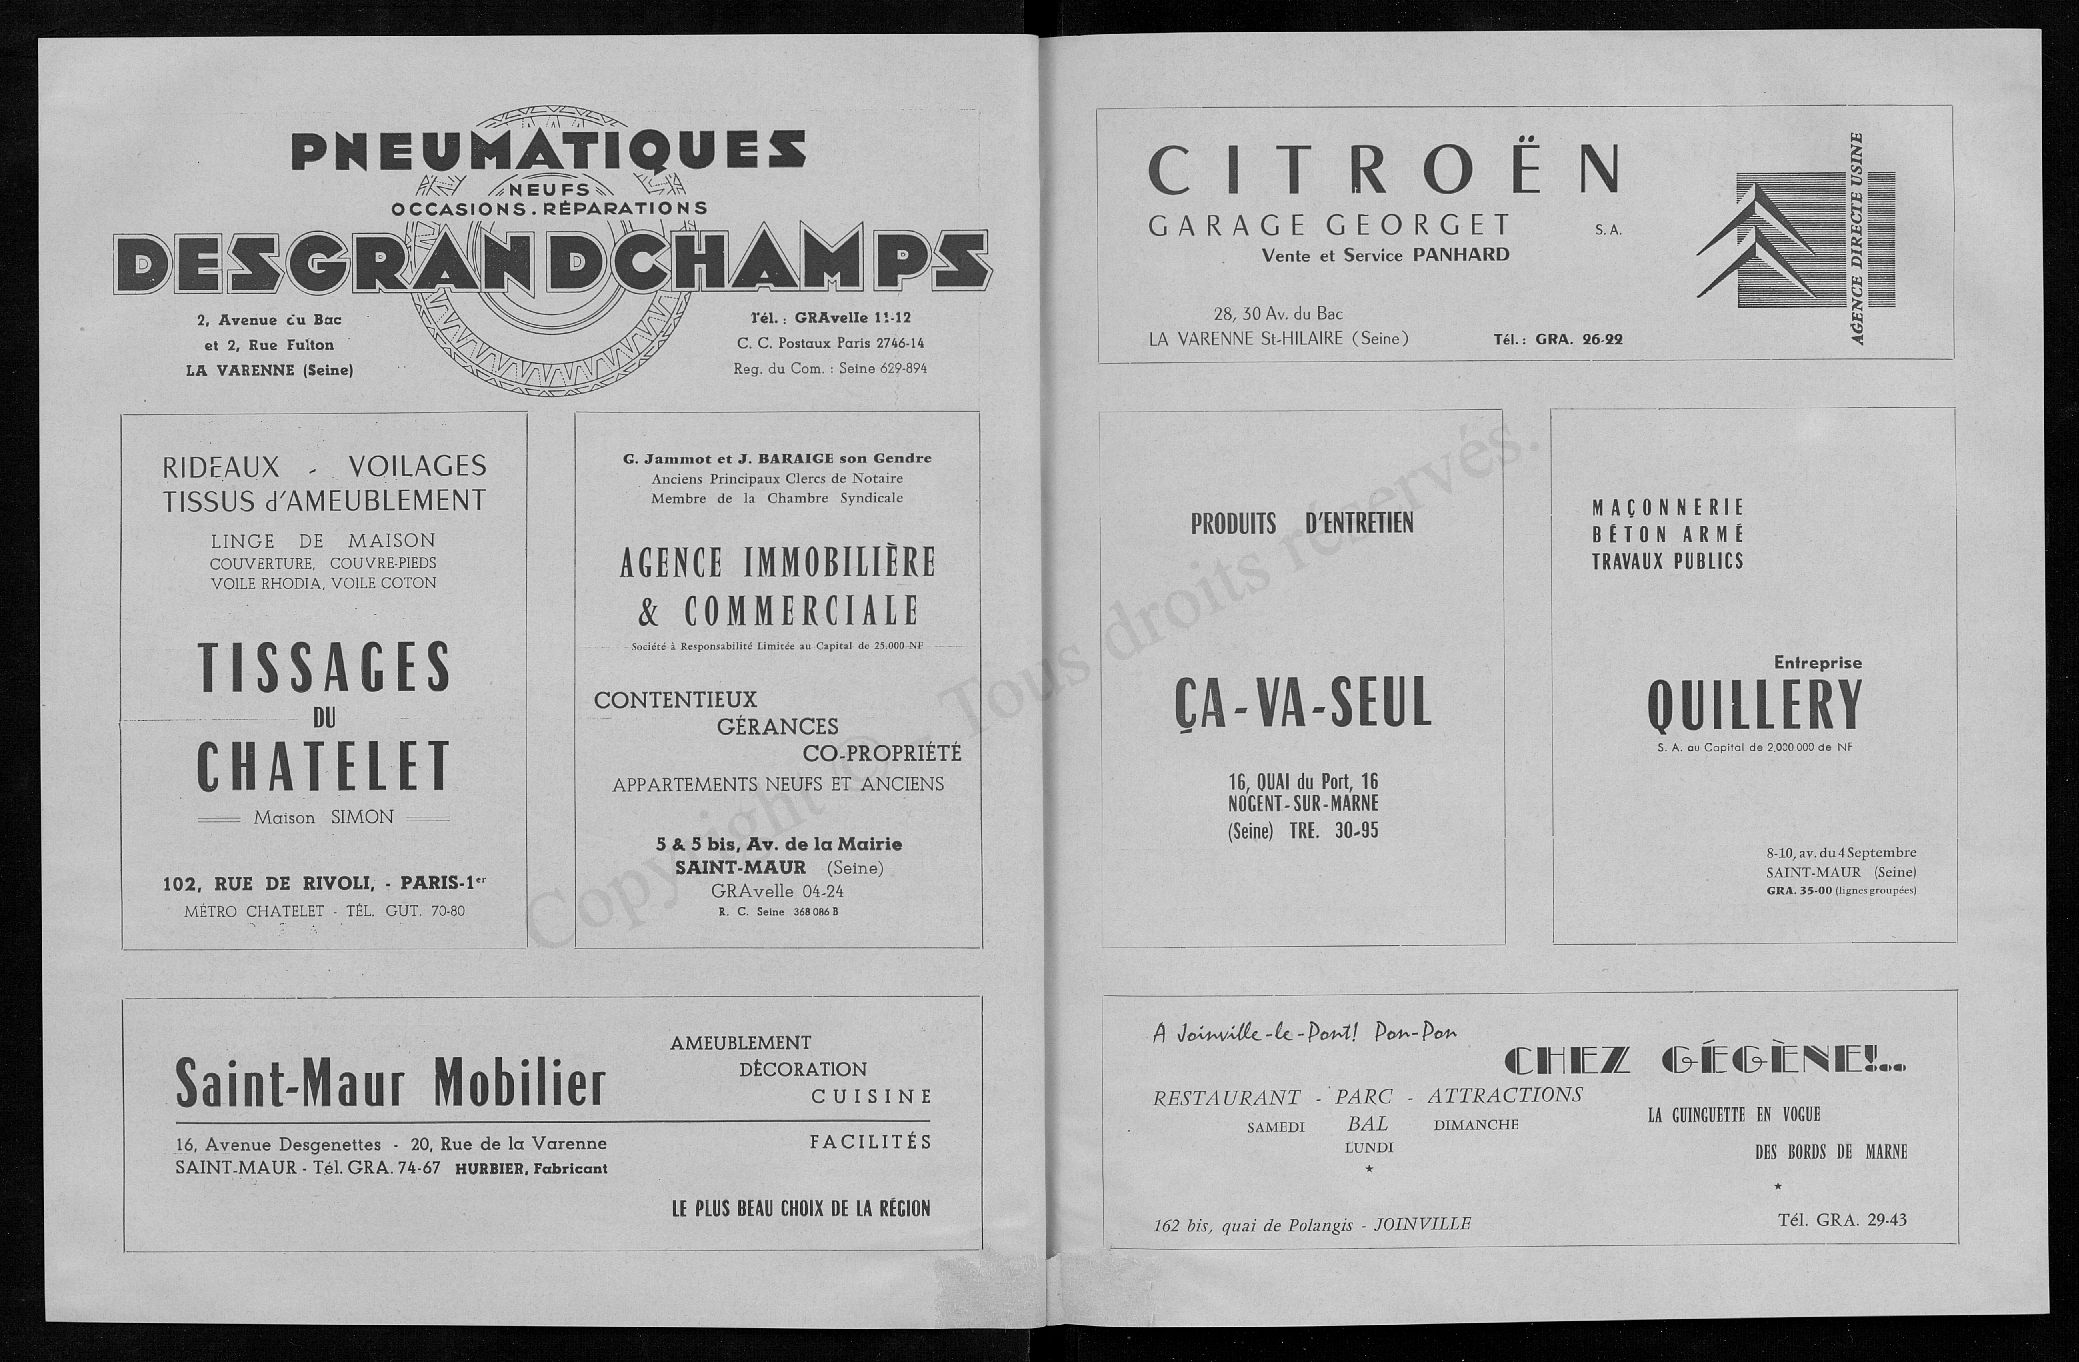 PNEUMATIQUES
NEUFS
OCCASIONS. RÉPARATIONS
DESGRANDCHAMPS
2, Avenue du Bac
et 2, Rue Fulton
LA VARENNE (Seine)
Tél. : GRAvelle 11-12
C. C. Postaux Paris 2746-14
Reg. du Com. : Seine 629-894
RIDEAUX - VOILAGES
TISSUS d'AMEUBLEMENT
LINGE DE MAISON
COUVERTURE, COUVRE-PIEDS
VOILE RHODIA, VOILE COTON
TISSAGES
DU
CHATELET
Maison SIMON
102, RUE DE RIVOLI, - PARIS-1er
MÉTRO CHATELET - TÉL. GUT. 70-80
G. Jammot et J. BARAIGE son Gendre
Anciens Principaux Clercs de Notaire
Membre de la Chambre Syndicale
AGENCE IMMOBILIÈRE
& COMMERCIALE
Société à Responsabilité Limitée au Capital de 25.000 NF
CONTENTIEUX
GÉRANCES
CO-PROPRIÉTÉ
APPARTEMENTS NEUFS ET ANCIENS
5 & 5 bis, Av. de la Mairie
SAINT-MAUR (Seine)
GRAvelle 04-24
R. C. Seine 368 086 B
Saint-Maur Mobilier
16, Avenue Desgenettes - 20, Rue de la Varenne
SAINT-MAUR - Tél. GRA. 74-67 HURBIER, Fabricant
AMEUBLEMENT
DÉCORATION
CUISINE
FACILITÉS
LE PLUS BEAU CHOIX DE LA RÉGION
CITROËN
GARAGE GEORGET S.A.
Vente et Service PANHARD
28, 30 Av. du Bac
LA VARENNE St-HILAIRE (Seine) Tél. : GRA. 26-22
AGENCE DIRECTE USINE
PRODUITS D'ENTRETIEN
ÇA-VA-SEUL
16, QUAI du Port, 16
NOGENT-SUR-MARNE
(Seine) TRE. 30-95
MAÇONNERIE
BÉTON ARMÉ
TRAVAUX PUBLICS
Entreprise
QUILLERY
S. A. au Capital de 2,000 000 de NF
8-10, av. du 4 Septembre
SAINT-MAUR (Seine)
GRA. 35-00 (lignes groupées)
A Joinville-le-Pont! Pon-Pon
CHEZ GÉGÈNE!..
RESTAURANT - PARC - ATTRACTIONS
SAMEDI BAL DIMANCHE
LUNDI
LA GUINGUETTE EN VOGUE
DES BORDS DE MARNE
162 bis, quai de Polangis - JOINVILLE
Tél. GRA. 29-43
Copyright © - Tous droits réservés.